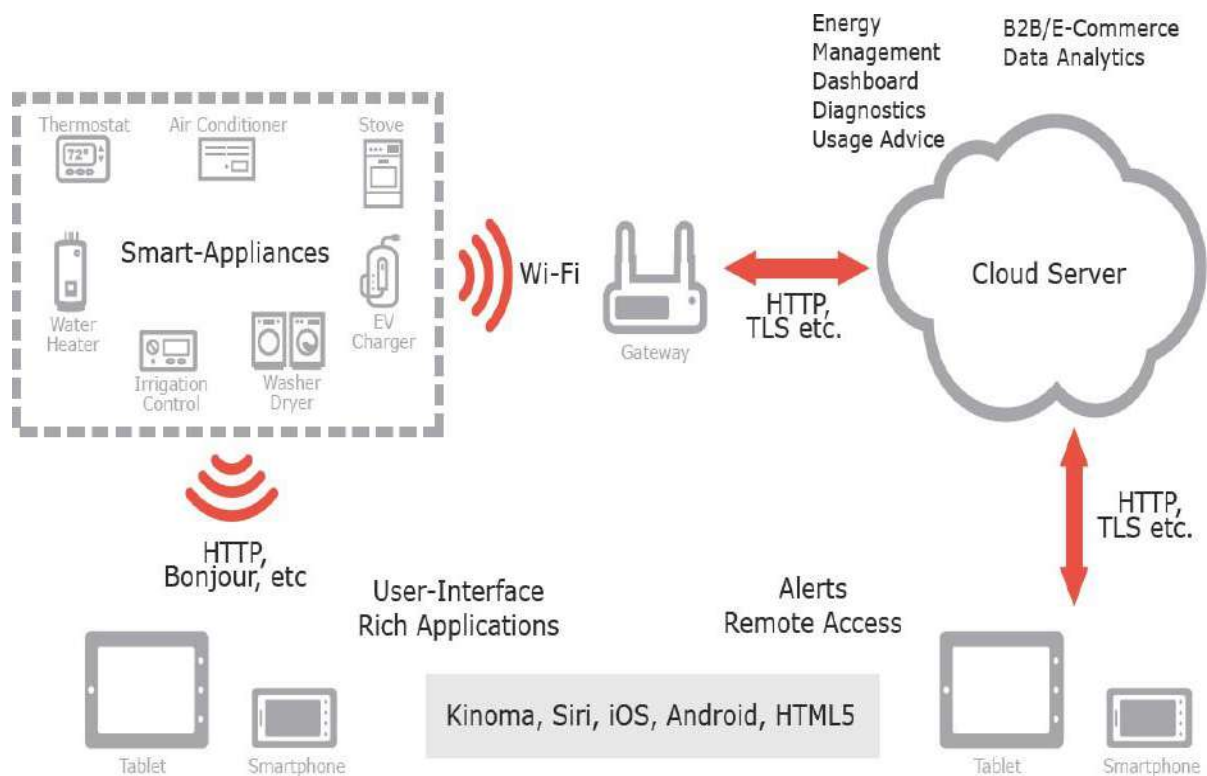 Energy
Management
Dashboard
Diagnostics
Usage Advice
B2B/E-Commerce
Data Analytics
Thermostat
Air Conditioner
Stove
72°
Smart-Appliances
Water
Heater
EV
Charger
Irrigation
Control
Washer
Dryer
Wi-Fi
Gateway
HTTP,
TLS etc.
Cloud Server
HTTP,
Bonjour, etc
HTTP,
TLS etc.
User-Interface
Rich Applications
Alerts
Remote Access
Kinoma, Siri, iOS, Android, HTML5
Tablet
Smartphone
Tablet
Smartphone